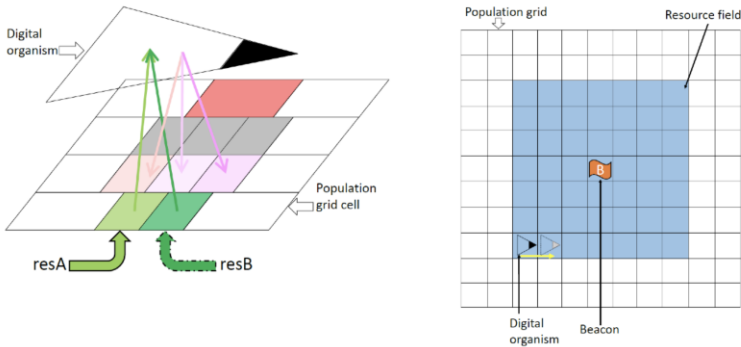 Digital
organism
Population
grid cell
resA
resB
Population grid
Resource field
B
Digital
organism
Beacon